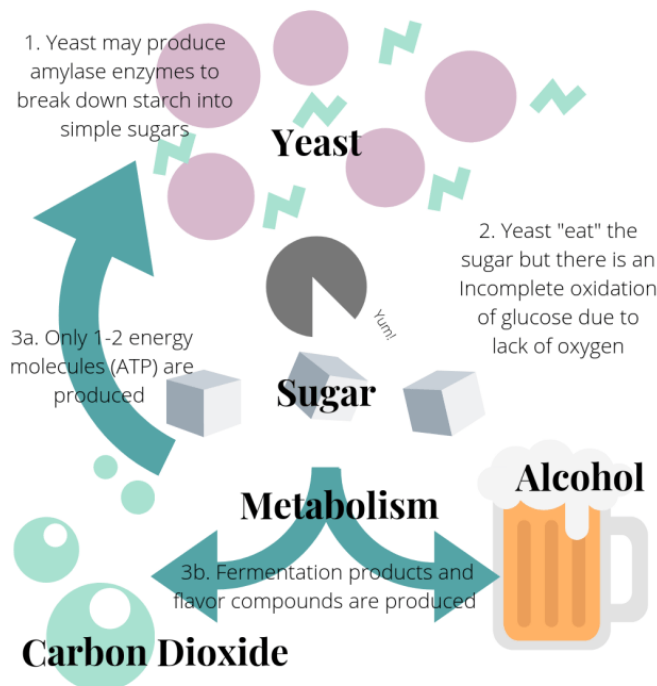 1. Yeast may produce
amylase enzymes to
break down starch into
simple sugars
Yeast
2. Yeast "eat" the
sugar but there is an
Incomplete oxidation
of glucose due to
lack of oxygen
Yum!
3a. Only 1-2 energy
molecules (ATP) are
produced
Sugar
Alcohol
Metabolism
3b. Fermentation products and
flavor compounds are produced
Carbon Dioxide